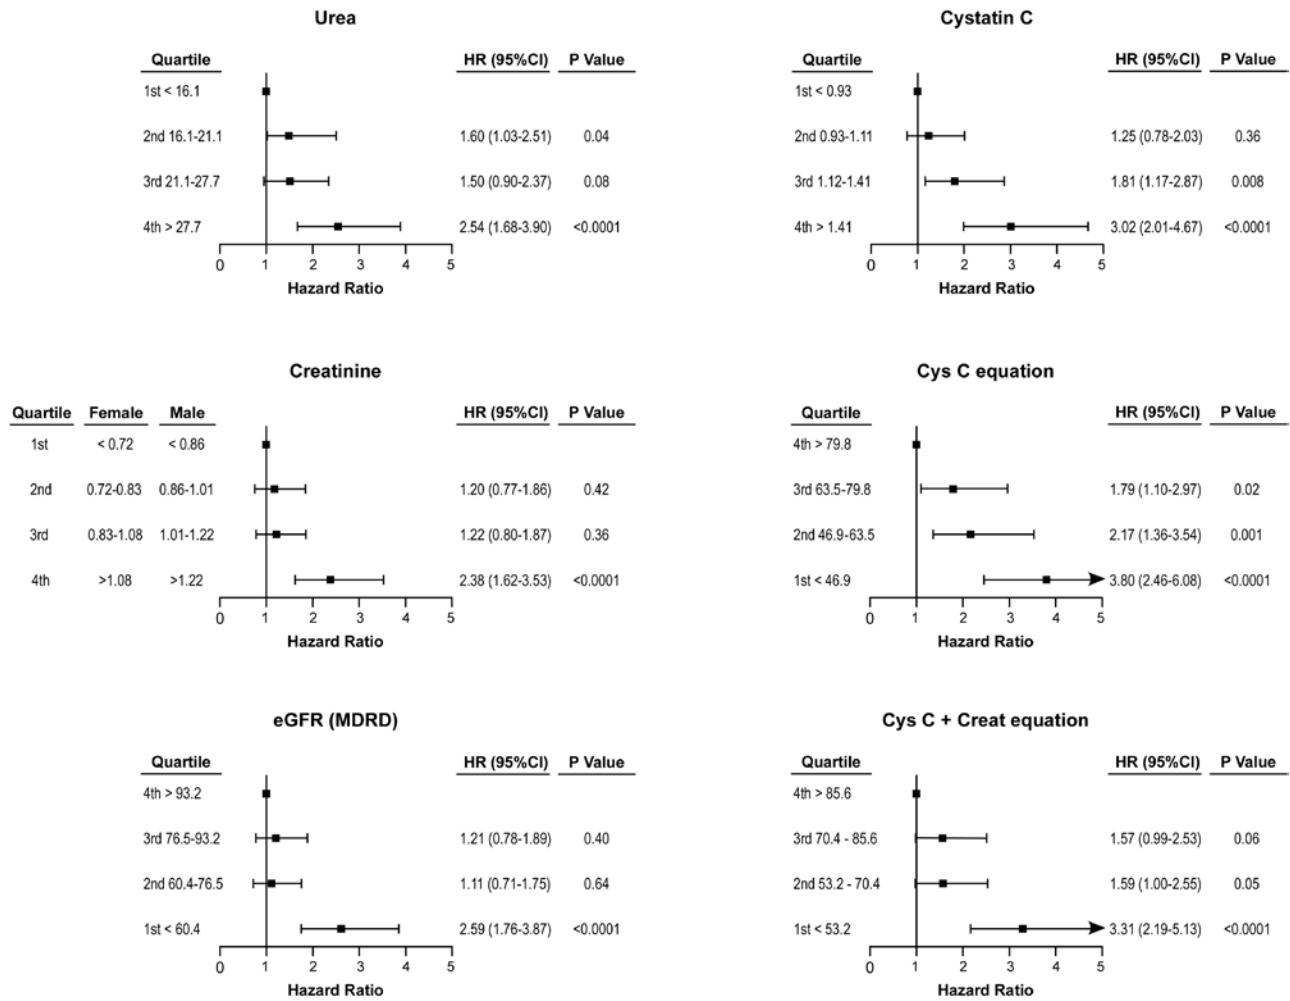 Urea
Quartile HR (95%CI) P Value
1st < 16.1
2nd 16.1-21.1 1.60 (1.03-2.51) 0.04
3rd 21.1-27.7 1.50 (0.90-2.37) 0.08
4th > 27.7 2.54 (1.68-3.90) <0.0001
0 1 2 3 4 5
Hazard Ratio
Cystatin C
Quartile HR (95%CI) P Value
1st < 0.93
2nd 0.93-1.11 1.25 (0.78-2.03) 0.36
3rd 1.12-1.41 1.81 (1.17-2.87) 0.008
4th > 1.41 3.02 (2.01-4.67) <0.0001
0 1 2 3 4 5
Hazard Ratio
Creatinine
Quartile Female Male HR (95%CI) P Value
1st < 0.72 < 0.86
2nd 0.72-0.83 0.86-1.01 1.20 (0.77-1.86) 0.42
3rd 0.83-1.08 1.01-1.22 1.22 (0.80-1.87) 0.36
4th >1.08 >1.22 2.38 (1.62-3.53) <0.0001
0 1 2 3 4 5
Hazard Ratio
Cys C equation
Quartile HR (95%CI) P Value
4th > 79.8
3rd 63.5-79.8 1.79 (1.10-2.97) 0.02
2nd 46.9-63.5 2.17 (1.36-3.54) 0.001
1st < 46.9 3.80 (2.46-6.08) <0.0001
0 1 2 3 4 5
Hazard Ratio
eGFR (MDRD)
Quartile HR (95%CI) P Value
4th > 93.2
3rd 76.5-93.2 1.21 (0.78-1.89) 0.40
2nd 60.4-76.5 1.11 (0.71-1.75) 0.64
1st < 60.4 2.59 (1.76-3.87) <0.0001
0 1 2 3 4 5
Hazard Ratio
Cys C + Creat equation
Quartile HR (95%CI) P Value
4th > 85.6
3rd 70.4 - 85.6 1.57 (0.99-2.53) 0.06
2nd 53.2 - 70.4 1.59 (1.00-2.55) 0.05
1st < 53.2 3.31 (2.19-5.13) <0.0001
0 1 2 3 4 5
Hazard Ratio